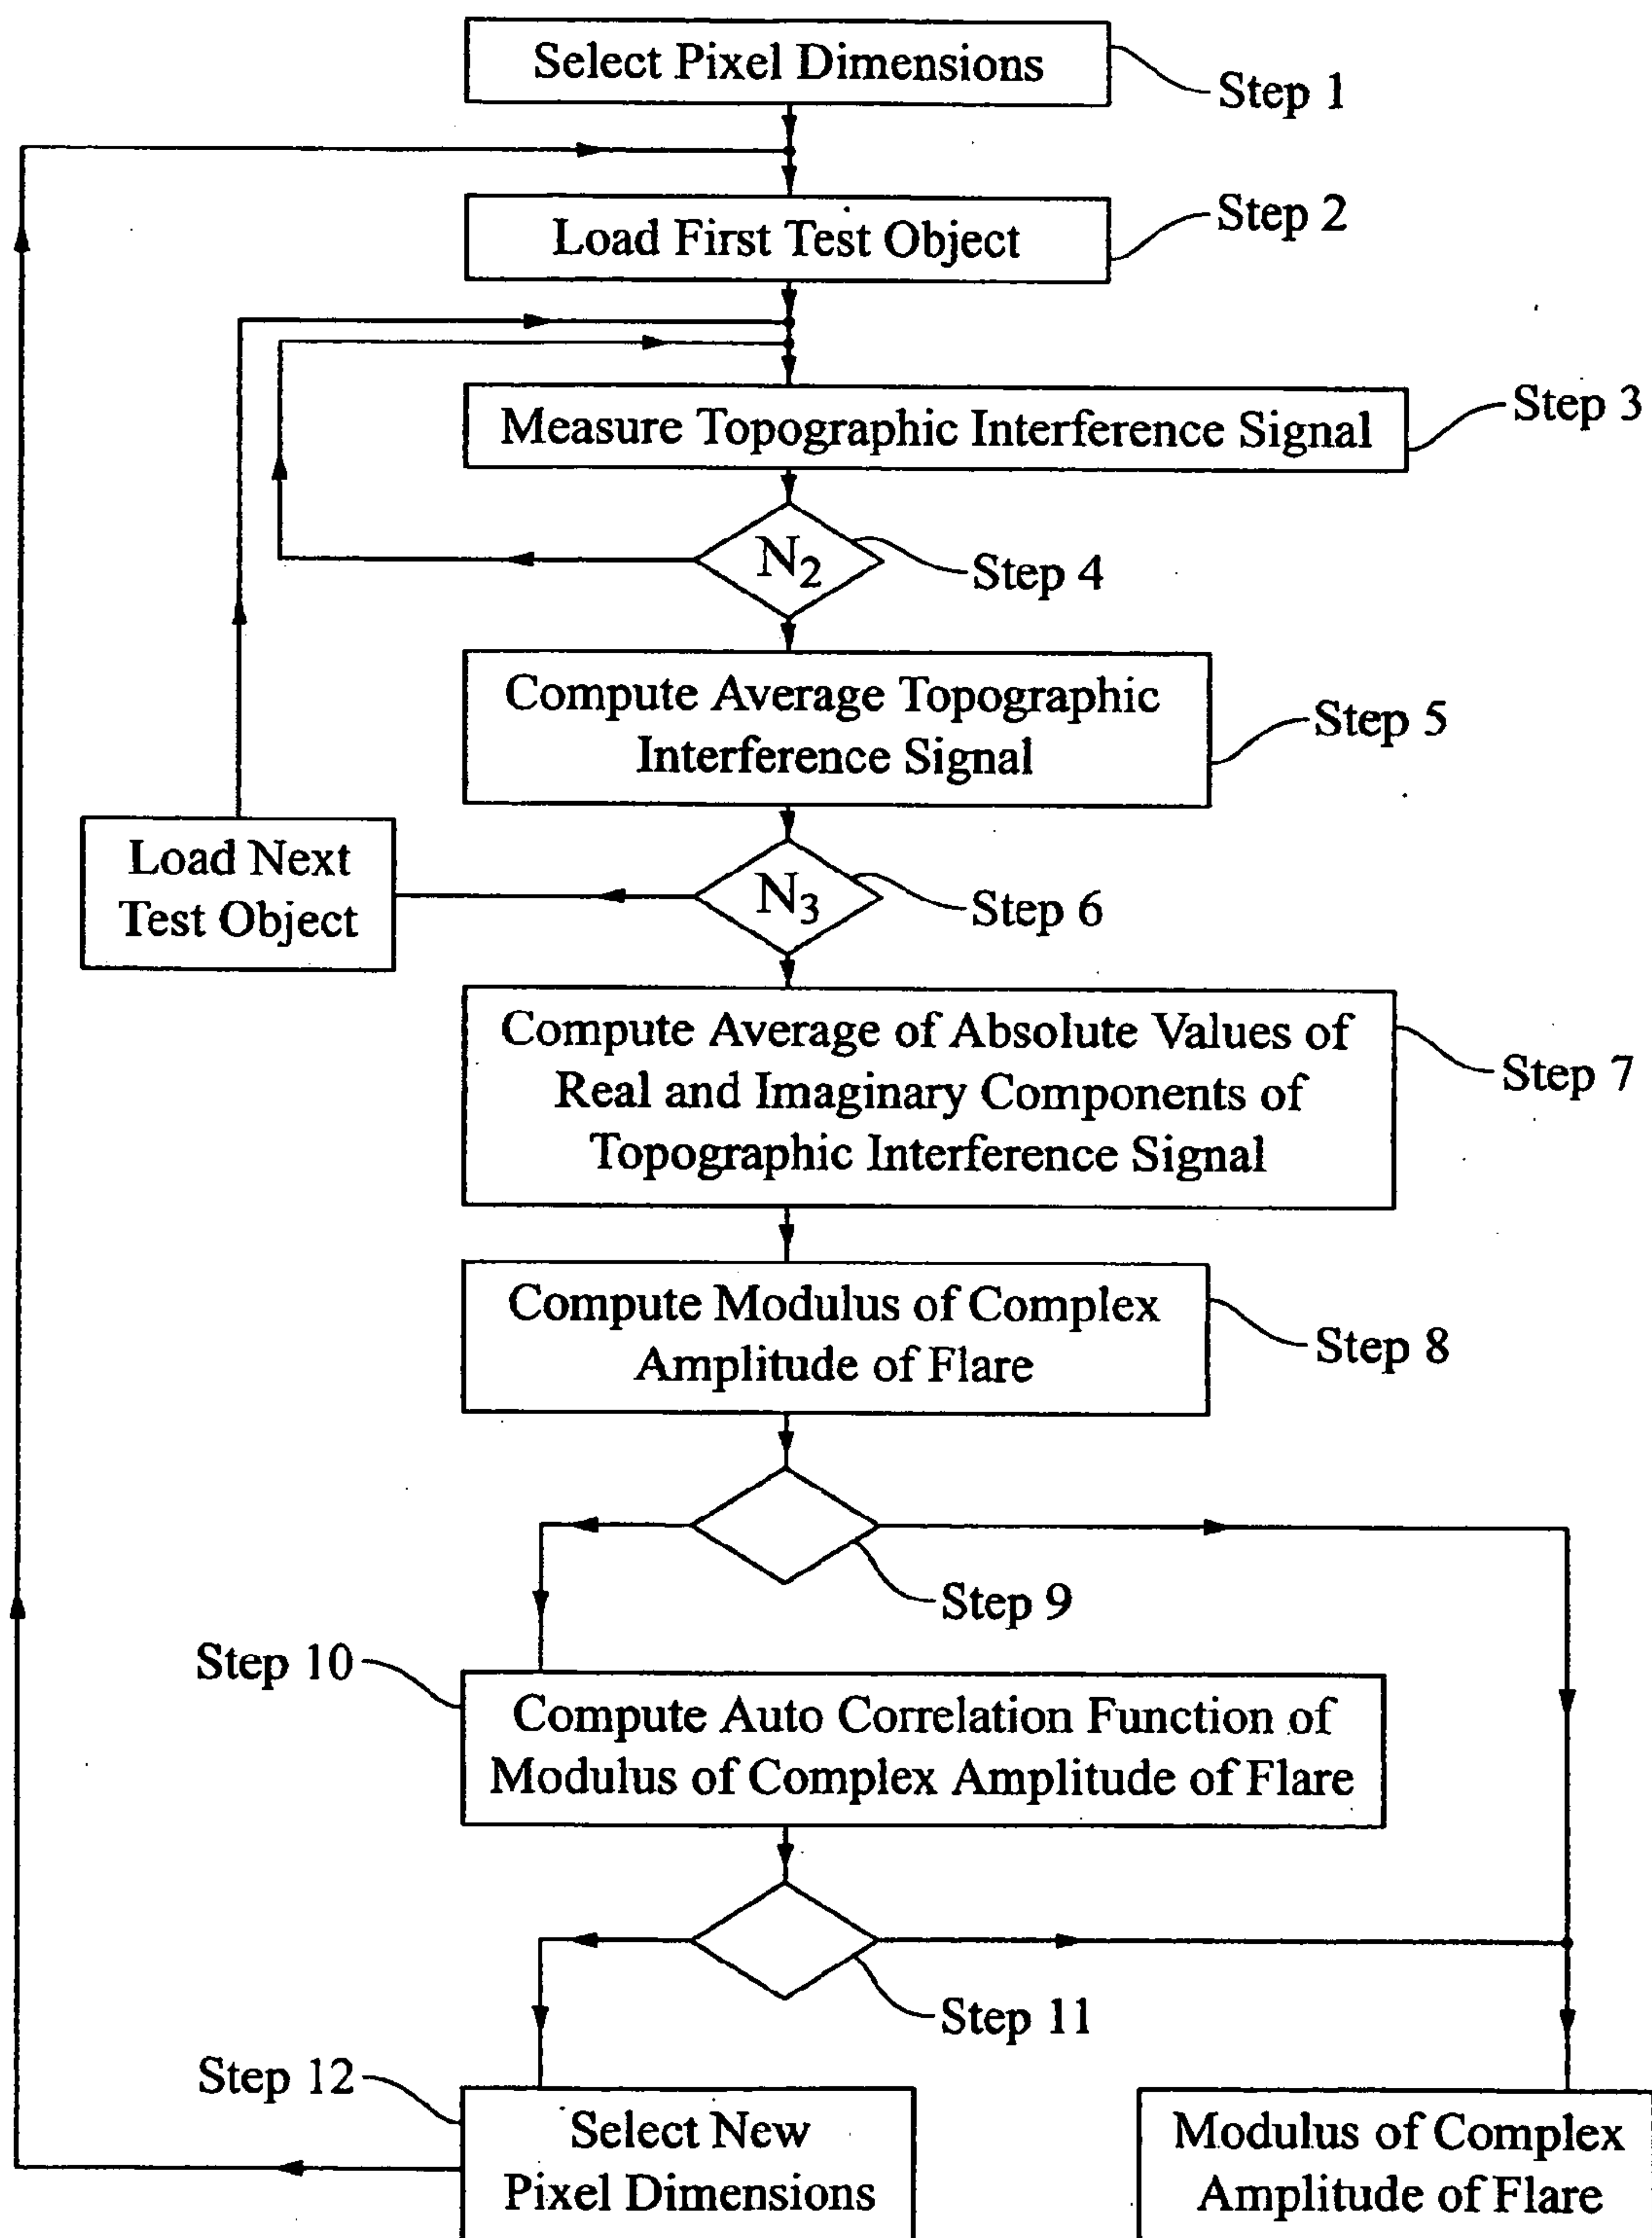 Select Pixel Dimensions
Step 1
Load First Test Object
Step 2
Measure Topographic Interference Signal
Step 3
N2
Step 4
Compute Average Topographic
Interference Signal
Step 5
Load Next
Test Object
N3
Step 6
Compute Average of Absolute Values of
Real and Imaginary Components of
Topographic Interference Signal
Step 7
Compute Modulus of Complex
Amplitude of Flare
Step 8
Step 9
Step 10
Compute Auto Correlation Function of
Modulus of Complex Amplitude of Flare
Step 11
Step 12
Select New
Pixel Dimensions
Modulus of Complex
Amplitude of Flare